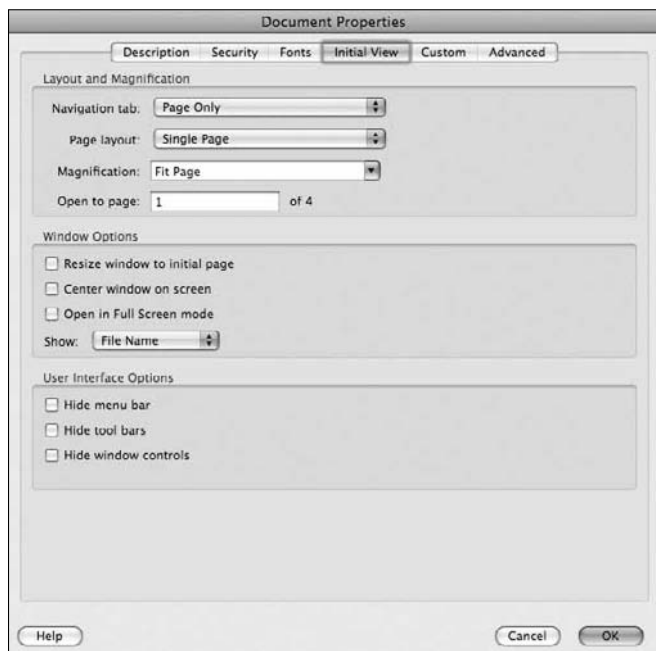 Document Properties
Description Security Fonts Initial View Custom Advanced
Layout and Magnification
Navigation tab: Page Only
Page layout: Single Page
Magnification: Fit Page
Open to page: 1 of 4
Window Options
Resize window to initial page
Center window on screen
Open in Full Screen mode
Show: File Name
User Interface Options
Hide menu bar
Hide tool bars
Hide window controls
Help Cancel OK